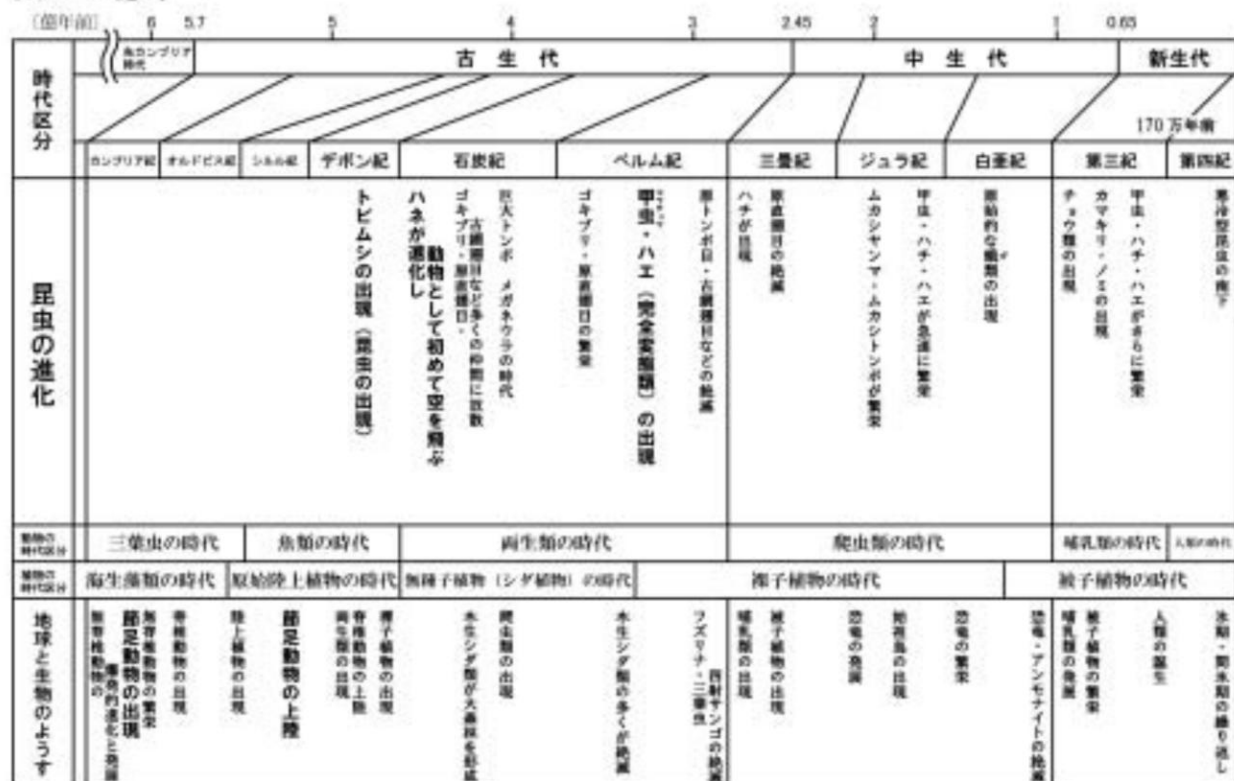 〔億年前〕 6 5.7 5 4 3 2.45 2 1 0.65
時代区分
先カンブリア時代
古生代
中生代
新生代
170万年前
カンブリア紀
オルドビス紀
シルル紀
デボン紀
石炭紀
ペルム紀
三畳紀
ジュラ紀
白亜紀
第三紀
第四紀
昆虫の進化
トビムシの出現（昆虫の出現）
ハネが進化し
動物として初めて空を飛ぶ
ゴキブリ・原直翅目・
古網翅目など多くの仲間に放散
巨大トンボ メガネウラの時代
ゴキブリ・原直翅目の繁栄
甲虫・ハエ（完全変態類）の出現
原トンボ目・古網翅目などの絶滅
ハチが出現
原直翅目の絶滅
ムカシヤンマ・ムカシトンボが繁栄
甲虫・ハチ・ハエが急速に繁栄
原始的な蛾類の出現
チョウ類の出現
カマキリ・ノミの出現
甲虫・ハチ・ハエがさらに繁栄
寒冷型昆虫の南下
動物の時代区分
三葉虫の時代
魚類の時代
両生類の時代
爬虫類の時代
哺乳類の時代
人類の時代
植物の時代区分
海生藻類の時代
原始陸上植物の時代
無種子植物（シダ植物）の時代
裸子植物の時代
被子植物の時代
地球と生物のようす
無脊椎動物の
爆発的進化と発展
節足動物の出現
無脊椎動物の繁栄
脊椎動物の出現
陸上植物の出現
節足動物の上陸
両生類の出現
脊椎動物の上陸
種子植物の出現
木生シダ類が大森林を形成
爬虫類の出現
木生シダ類の多くが絶滅
フズリナ・三葉虫
四射サンゴの絶滅
哺乳類の出現
被子植物の出現
恐竜の発展
始祖鳥の出現
恐竜の繁栄
恐竜・アンモナイトの絶滅
哺乳類の発展
被子植物の繁栄
人類の誕生
氷期・間氷期の繰り返し